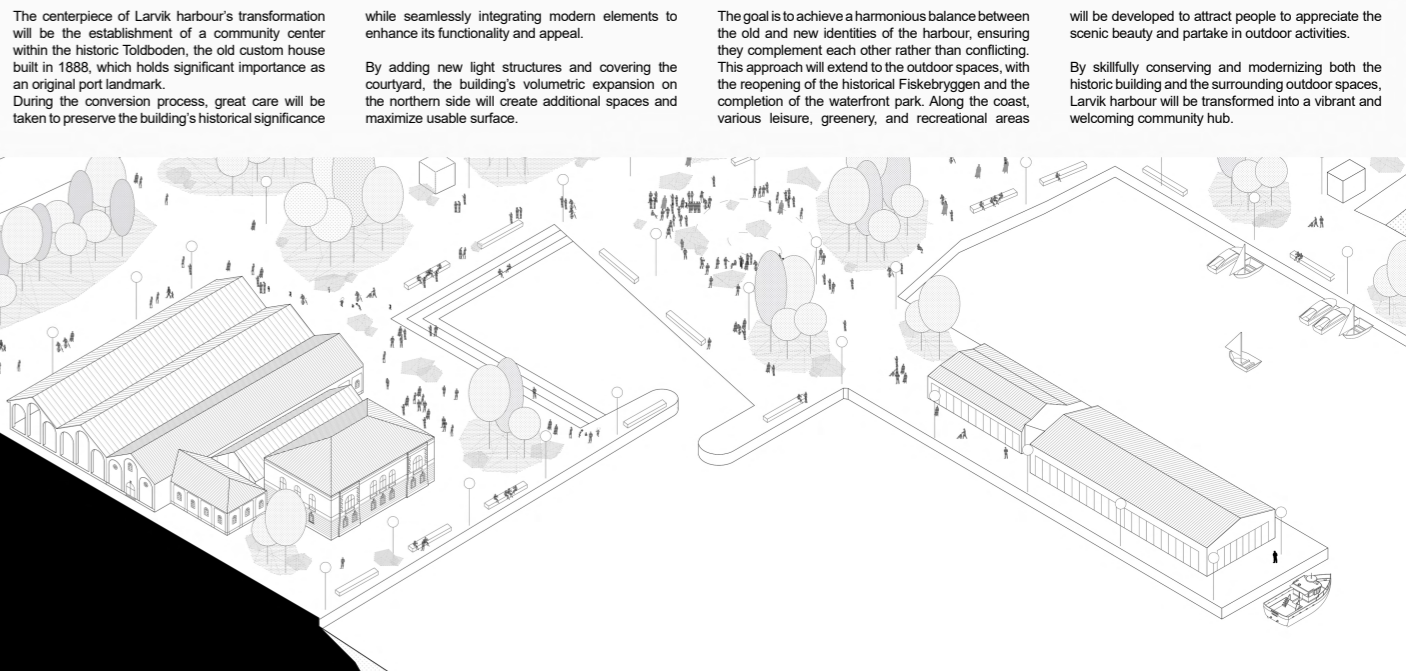 The centerpiece of Larvik harbour's transformation
will be the establishment of a community center
within the historic Toldboden, the old custom house
built in 1888, which holds significant importance as
an original port landmark.
During the conversion process, great care will be
taken to preserve the building's historical significance
while seamlessly integrating modern elements to
enhance its functionality and appeal.
By adding new light structures and covering the
courtyard, the building's volumetric expansion on
the northern side will create additional spaces and
maximize usable surface.
The goal is to achieve a harmonious balance between
the old and new identities of the harbour, ensuring
they complement each other rather than conflicting.
This approach will extend to the outdoor spaces, with
the reopening of the historical Fiskebryggen and the
completion of the waterfront park. Along the coast,
various leisure, greenery, and recreational areas
will be developed to attract people to appreciate the
scenic beauty and partake in outdoor activities.
By skillfully conserving and modernizing both the
historic building and the surrounding outdoor spaces,
Larvik harbour will be transformed into a vibrant and
welcoming community hub.